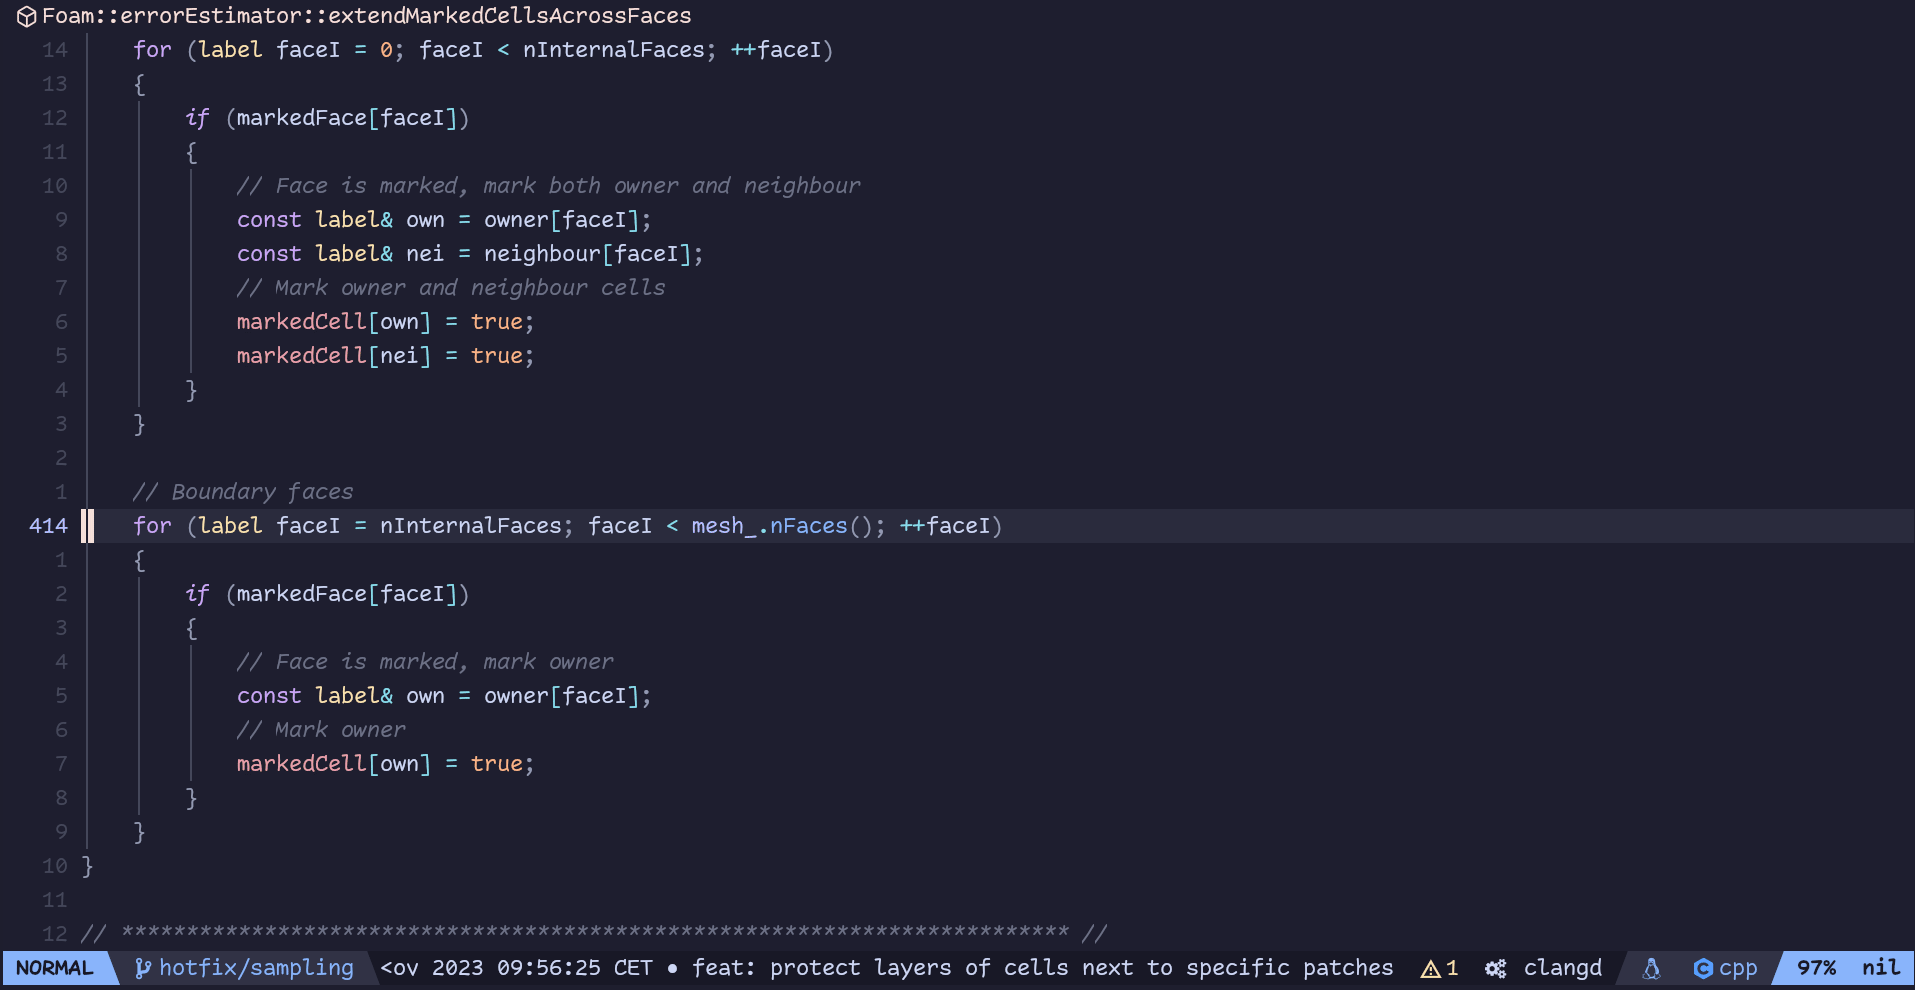 Foam::errorEstimator::extendMarkedCellsAcrossFaces
14 for (label faceI = 0; faceI < nInternalFaces; ++faceI)
13 {
12 if (markedFace[faceI])
11 {
10 // Face is marked, mark both owner and neighbour
9 const label& own = owner[faceI];
8 const label& nei = neighbour[faceI];
7 // Mark owner and neighbour cells
6 markedCell[own] = true;
5 markedCell[nei] = true;
4 }
3 }
2
1 // Boundary faces
414 for (label faceI = nInternalFaces; faceI < mesh_.nFaces(); ++faceI)
1 {
2 if (markedFace[faceI])
3 {
4 // Face is marked, mark owner
5 const label& own = owner[faceI];
6 // Mark owner
7 markedCell[own] = true;
8 }
9 }
10 }
11
12 // ************************************************************************* //
NORMAL hotfix/sampling <ov 2023 09:56:25 CET • feat: protect layers of cells next to specific patches 1 clangd cpp 97% nil